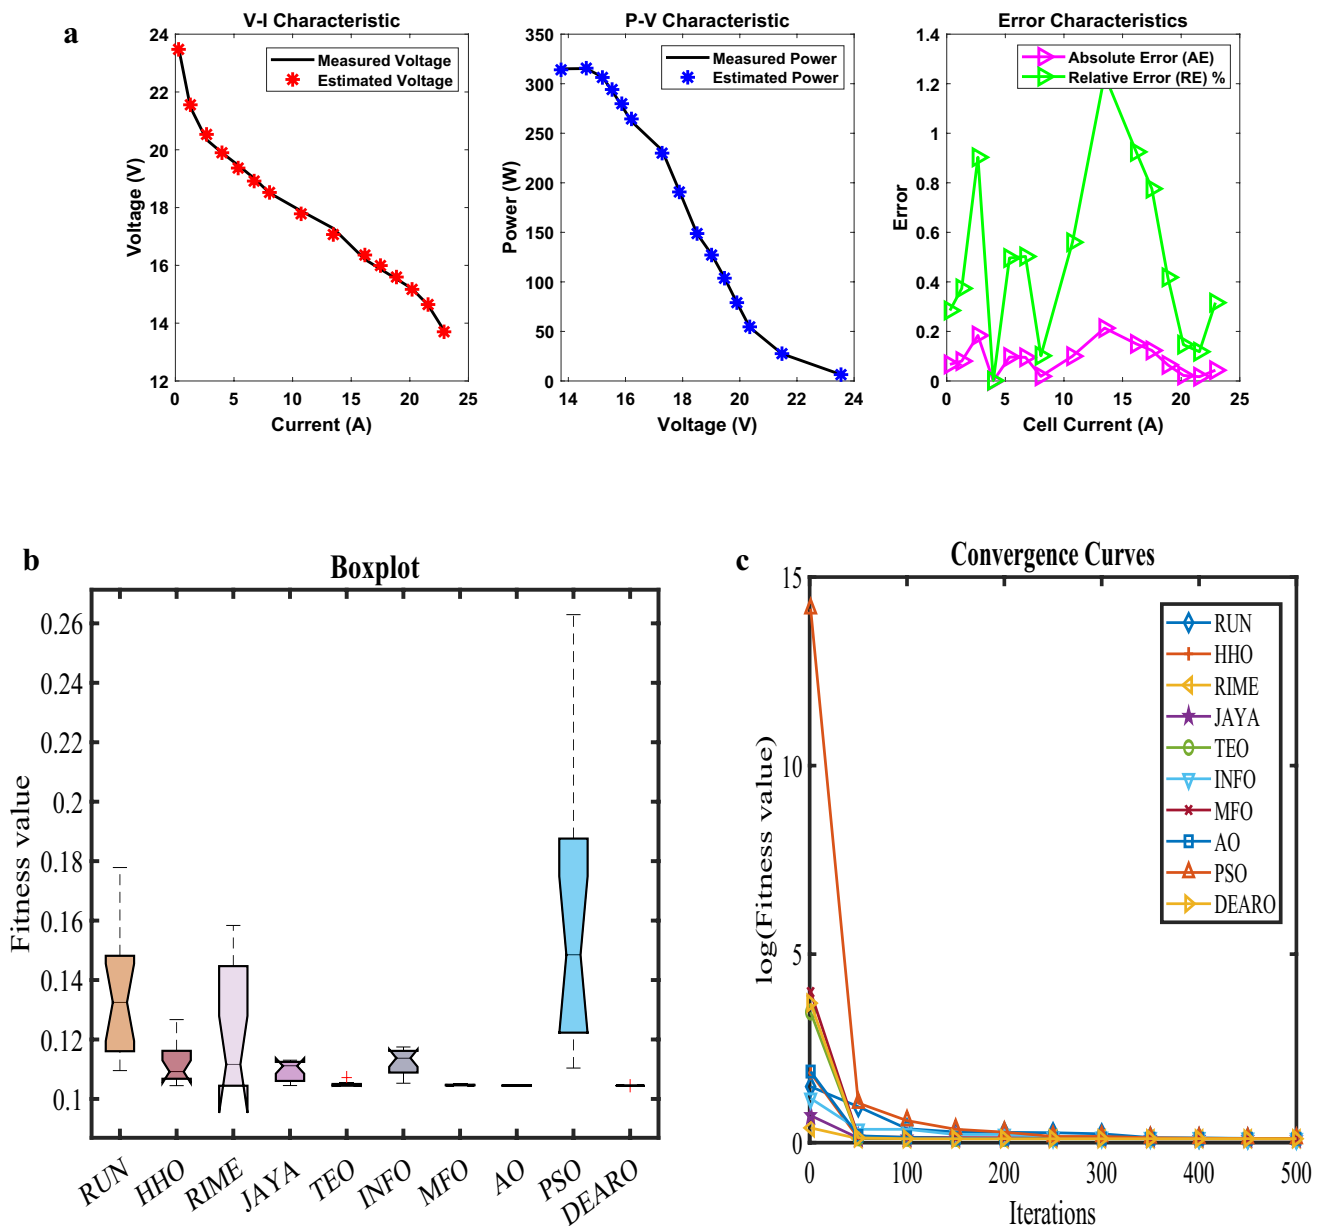 a
V-I Characteristic
Measured Voltage
Estimated Voltage
Voltage (V)
24
22
20
18
16
14
12
0 5 10 15 20 25
Current (A)
P-V Characteristic
Measured Power
Estimated Power
Power (W)
350
300
250
200
150
100
50
0
14 16 18 20 22 24
Voltage (V)
Error Characteristics
Absolute Error (AE)
Relative Error (RE) %
Error
1.4
1.2
1
0.8
0.6
0.4
0.2
0
0 5 10 15 20 25
Cell Current (A)
b
Boxplot
Fitness value
0.26
0.24
0.22
0.2
0.18
0.16
0.14
0.12
0.1
RUN HHO RIME JAYA TEO INFO MFO AO PSO DEARO
c
Convergence Curves
log(Fitness value)
15
10
5
0
RUN
HHO
RIME
JAYA
TEO
INFO
MFO
AO
PSO
DEARO
0 100 200 300 400 500
Iterations